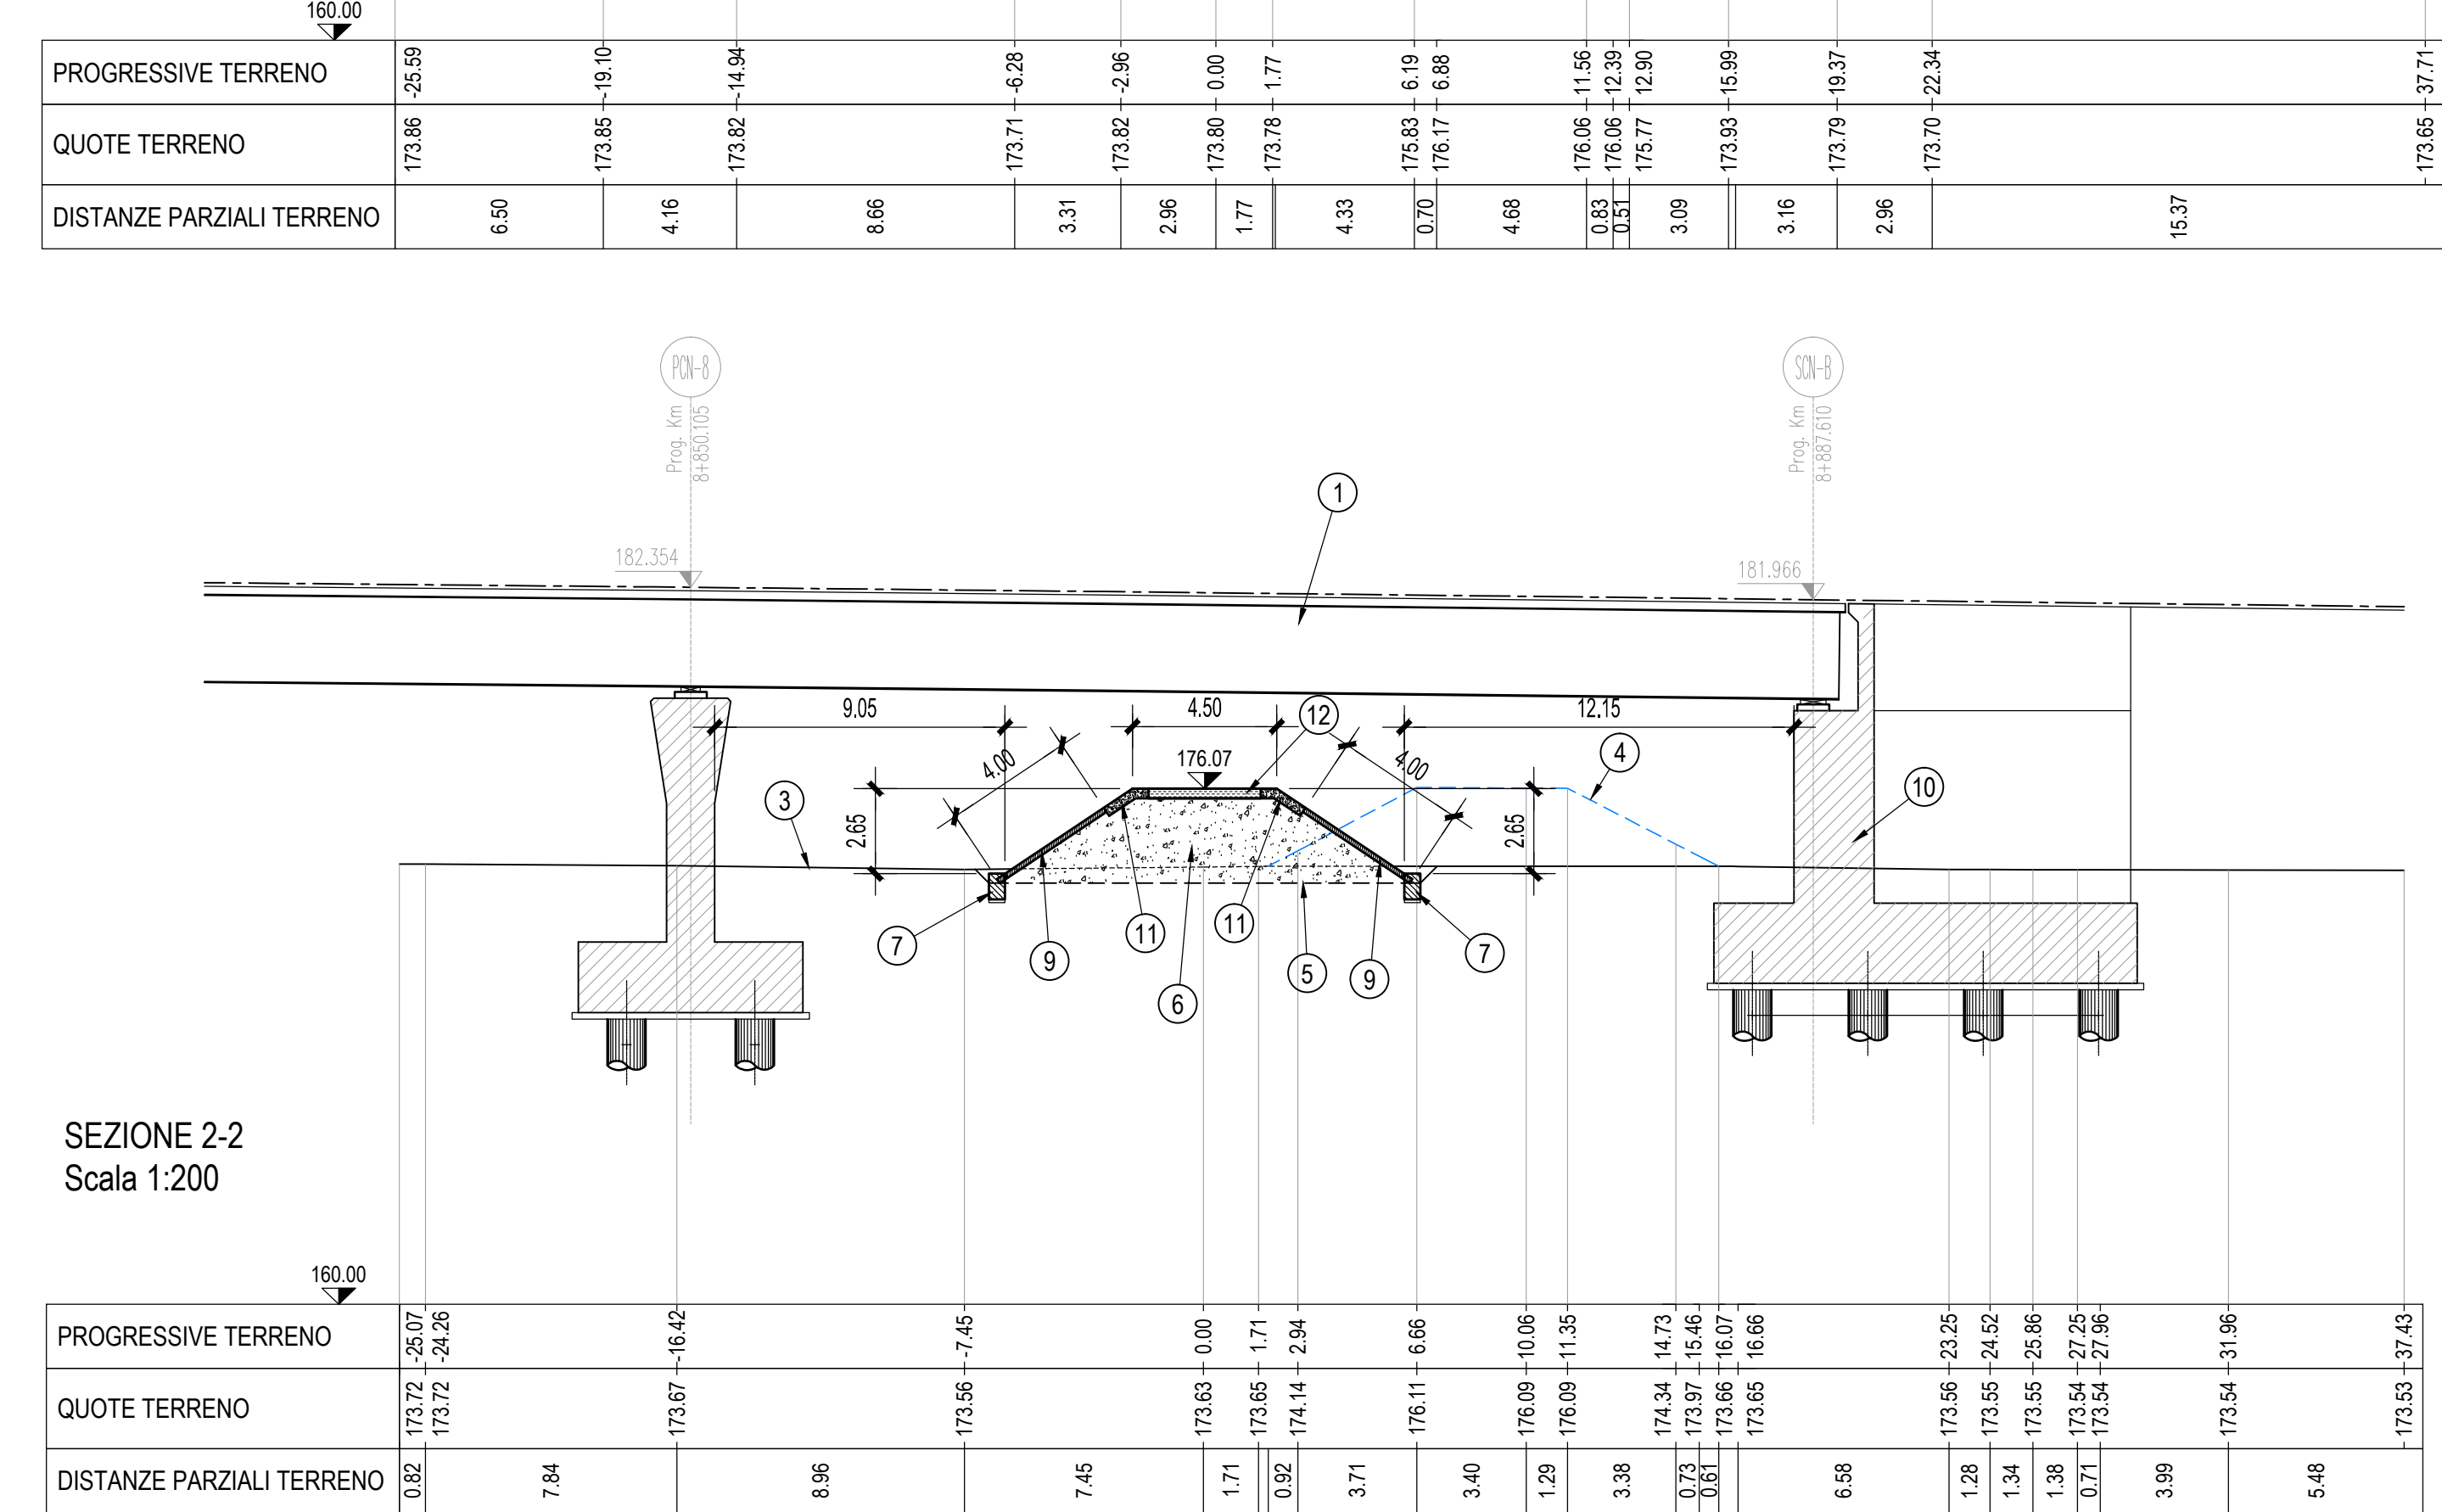 160.00
PROGRESSIVE TERRENO -25.59 -19.10 -14.94 -6.28 -2.96 0.00 1.77 6.19 6.88 11.56 12.39 12.90 15.99 19.37 22.34 37.71
QUOTE TERRENO 173.86 173.85 173.82 173.71 173.82 173.80 173.78 175.83 176.17 176.06 176.06 175.77 173.93 173.79 173.70 173.65
DISTANZE PARZIALI TERRENO 6.50 4.16 8.66 3.31 2.96 1.77 4.33 0.70 4.68 0.83 0.51 3.09 3.16 2.96 15.37
PCN-8
Prog. Km
8+850.105
SCN-B
Prog. Km
8+887.610
1
182.354
181.966
9.05
4.50
12
12.15
4.00
176.07
4.00
4
3
10
2.65
2.65
7
9
11
11
5
9
7
6
SEZIONE 2-2
Scala 1:200
160.00
PROGRESSIVE TERRENO -25.07 -24.26 -16.42 -7.45 0.00 1.71 2.94 6.66 10.06 11.35 14.73 15.46 16.07 16.66 23.25 24.52 25.86 27.25 27.96 31.96 37.43
QUOTE TERRENO 173.72 173.72 173.67 173.56 173.63 173.65 174.14 176.11 176.09 176.09 174.34 173.97 173.66 173.65 173.56 173.55 173.55 173.54 173.54 173.54 173.53
DISTANZE PARZIALI TERRENO 0.82 7.84 8.96 7.45 1.71 0.92 3.71 3.40 1.29 3.38 0.73 0.61 6.58 1.28 1.34 1.38 0.71 3.99 5.48